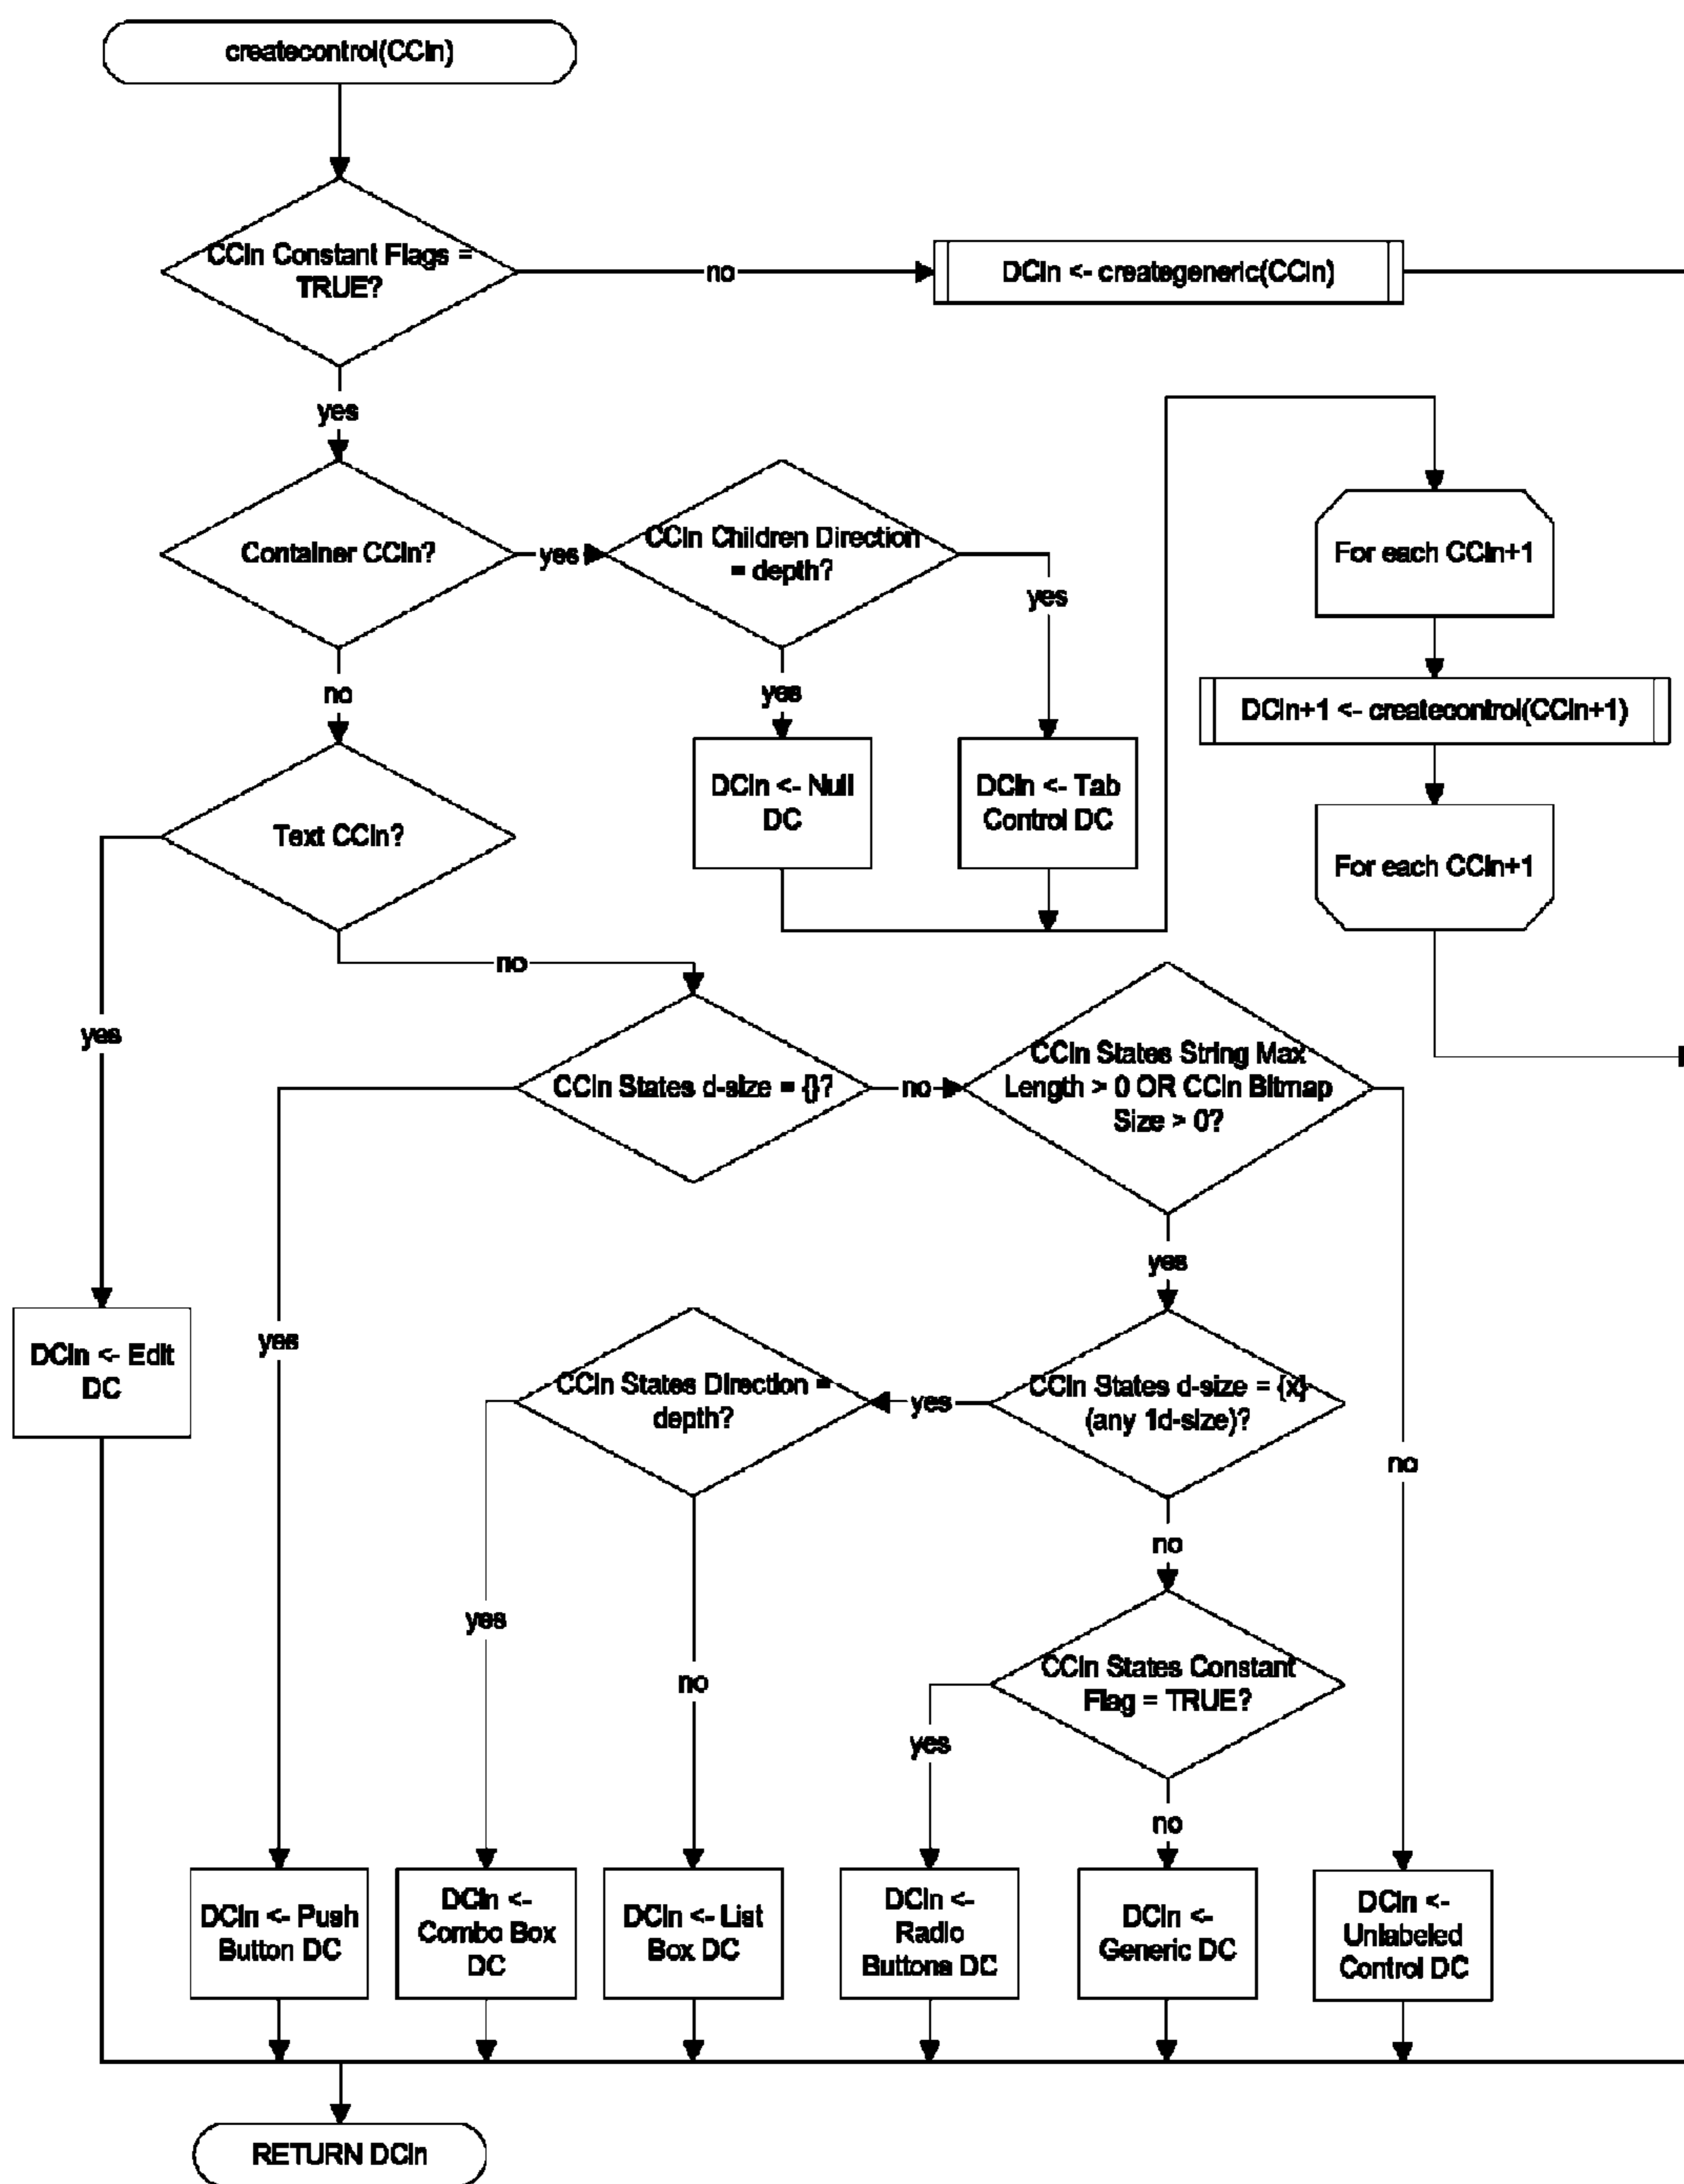 createcontrol(CCln)
CCln Constant Flags =
TRUE?
no
DCln <- creategeneric(CCln)
yes
Container CCln?
yes
CCln Children Direction
= depth?
yes
For each CCln+1
no
yes
DCln+1 <- createcontrol(CCln+1)
DCln <- Null
DC
DCln <- Tab
Control DC
Text CCln?
For each CCln+1
no
yes
CCln States d-size = {}?
no
CCln States String Max
Length > 0 OR CCln Bitmap
Size > 0?
yes
yes
DCln <- Edit
DC
CCln States Direction =
depth?
yes
CCln States d-size = {x}
(any 1d-size)?
no
no
yes
no
CCln States Constant
Flag = TRUE?
yes
no
DCln <- Push
Button DC
DCln <-
Combo Box
DC
DCln <- List
Box DC
DCln <-
Radio
Buttons DC
DCln <-
Generic DC
DCln <-
Unlabeled
Control DC
RETURN DCln